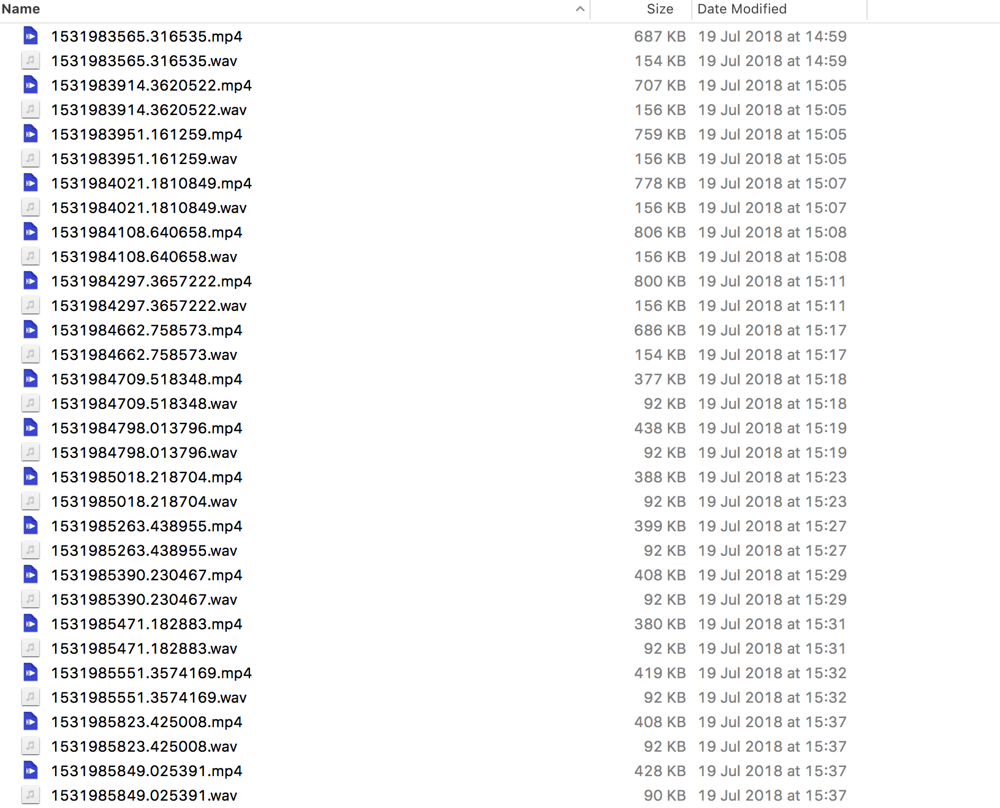 Name Size Date Modified
1531983565.316535.mp4 687 KB 19 Jul 2018 at 14:59
1531983565.316535.wav 154 KB 19 Jul 2018 at 14:59
1531983914.3620522.mp4 707 KB 19 Jul 2018 at 15:05
1531983914.3620522.wav 156 KB 19 Jul 2018 at 15:05
1531983951.161259.mp4 759 KB 19 Jul 2018 at 15:05
1531983951.161259.wav 156 KB 19 Jul 2018 at 15:05
1531984021.1810849.mp4 778 KB 19 Jul 2018 at 15:07
1531984021.1810849.wav 156 KB 19 Jul 2018 at 15:07
1531984108.640658.mp4 806 KB 19 Jul 2018 at 15:08
1531984108.640658.wav 156 KB 19 Jul 2018 at 15:08
1531984297.3657222.mp4 800 KB 19 Jul 2018 at 15:11
1531984297.3657222.wav 156 KB 19 Jul 2018 at 15:11
1531984662.758573.mp4 686 KB 19 Jul 2018 at 15:17
1531984662.758573.wav 154 KB 19 Jul 2018 at 15:17
1531984709.518348.mp4 377 KB 19 Jul 2018 at 15:18
1531984709.518348.wav 92 KB 19 Jul 2018 at 15:18
1531984798.013796.mp4 438 KB 19 Jul 2018 at 15:19
1531984798.013796.wav 92 KB 19 Jul 2018 at 15:19
1531985018.218704.mp4 388 KB 19 Jul 2018 at 15:23
1531985018.218704.wav 92 KB 19 Jul 2018 at 15:23
1531985263.438955.mp4 399 KB 19 Jul 2018 at 15:27
1531985263.438955.wav 92 KB 19 Jul 2018 at 15:27
1531985390.230467.mp4 408 KB 19 Jul 2018 at 15:29
1531985390.230467.wav 92 KB 19 Jul 2018 at 15:29
1531985471.182883.mp4 380 KB 19 Jul 2018 at 15:31
1531985471.182883.wav 92 KB 19 Jul 2018 at 15:31
1531985551.3574169.mp4 419 KB 19 Jul 2018 at 15:32
1531985551.3574169.wav 92 KB 19 Jul 2018 at 15:32
1531985823.425008.mp4 408 KB 19 Jul 2018 at 15:37
1531985823.425008.wav 92 KB 19 Jul 2018 at 15:37
1531985849.025391.mp4 428 KB 19 Jul 2018 at 15:37
1531985849.025391.wav 90 KB 19 Jul 2018 at 15:37